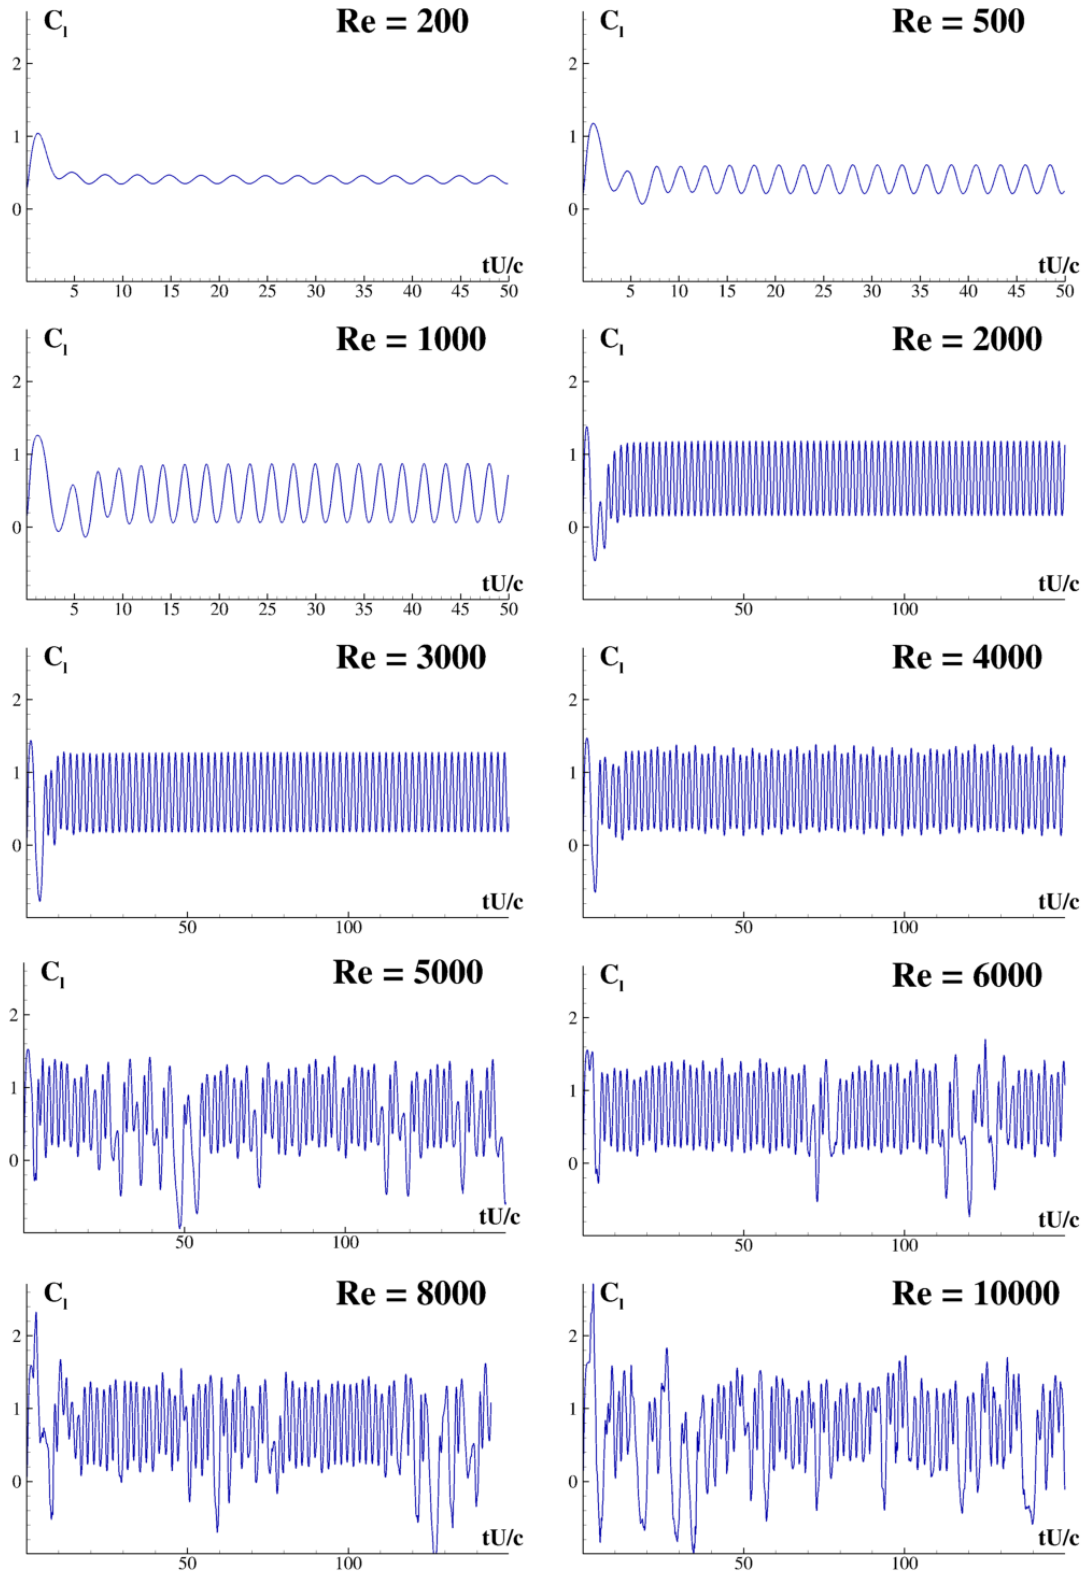 C_l Re = 200
2
1
0
tU/c
5 10 15 20 25 30 35 40 45 50
C_l Re = 500
2
1
0
tU/c
5 10 15 20 25 30 35 40 45 50
C_l Re = 1000
2
1
0
tU/c
5 10 15 20 25 30 35 40 45 50
C_l Re = 2000
2
1
0
tU/c
50 100
C_l Re = 3000
2
1
0
tU/c
50 100
C_l Re = 4000
2
1
0
tU/c
50 100
C_l Re = 5000
2
1
0
tU/c
50 100
C_l Re = 6000
2
1
0
tU/c
50 100
C_l Re = 8000
2
1
0
tU/c
50 100
C_l Re = 10000
2
1
0
tU/c
50 100